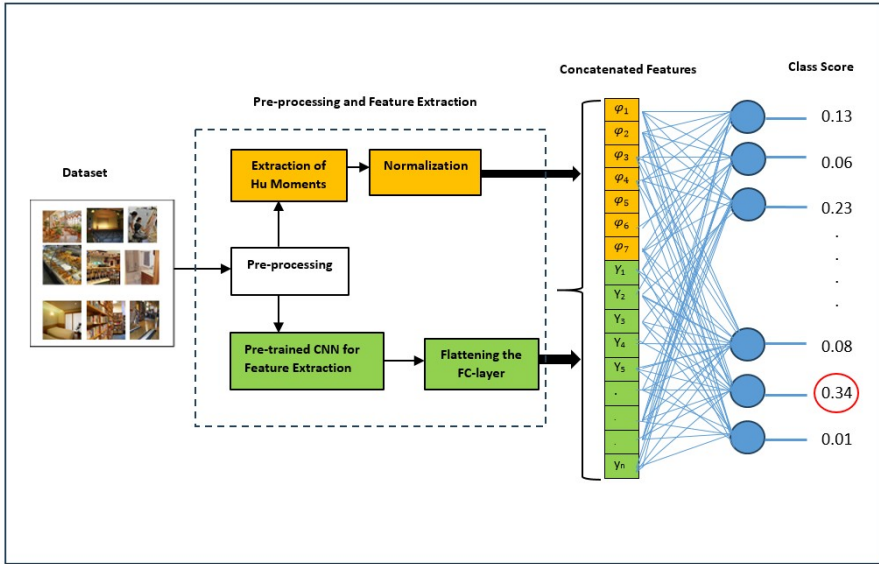 Dataset
Pre-processing and Feature Extraction
Extraction of
Hu Moments
Normalization
Pre-processing
Pre-trained CNN for
Feature Extraction
Flattening the
FC-layer
Concatenated Features
φ1
φ2
φ3
φ4
φ5
φ6
φ7
Y1
Y2
Y3
Y4
Y5
.
.
.
yn
Class Score
0.13
0.06
0.23
.
.
.
.
0.08
0.34
0.01